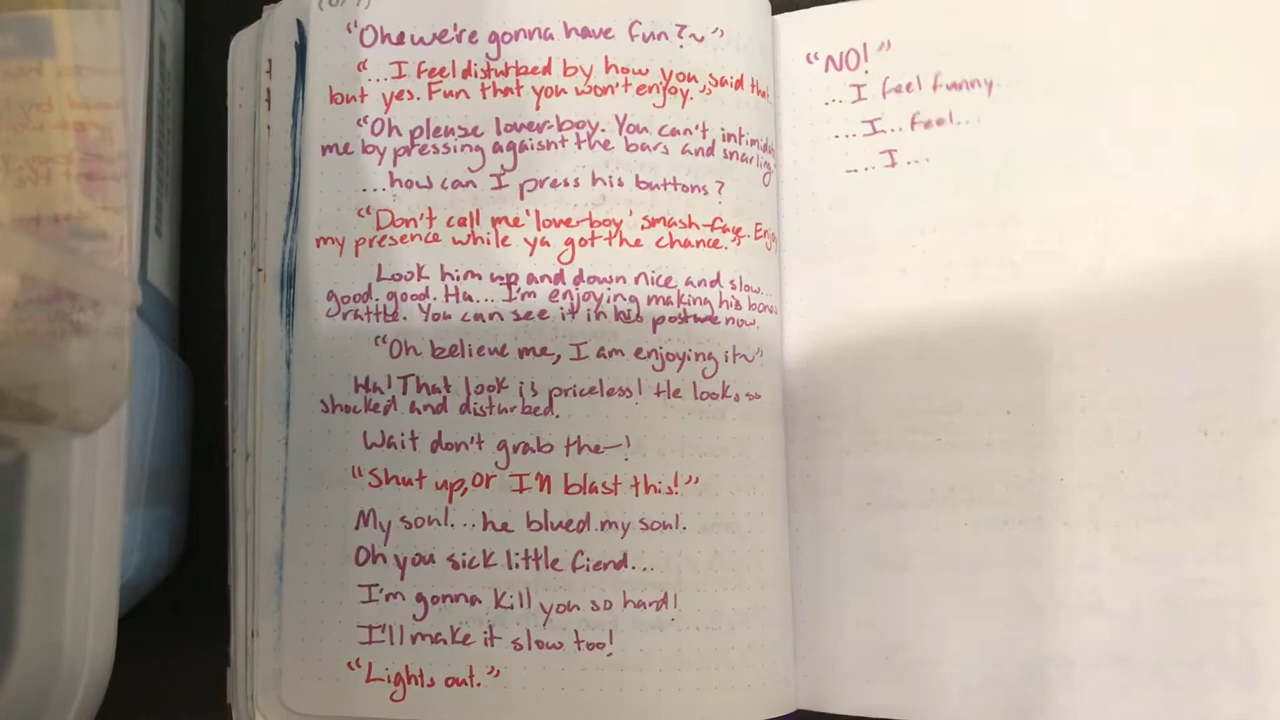 "Ohe we're gonna have fun?~"
"...I feel disturbed by how you said that
but yes. Fun that you won't enjoy."
"Oh please lover-boy. You can't intimidate
me by pressing agaisnt the bars and snarling."
...how can I press his buttons?
"Don't call me 'lover-boy' smash-face. Enjoy
my presence while ya got the chance."
Look him up and down nice and slow...
good. good. Ha... I'm enjoying making his bones
rattle. You can see it in his posture now.
"Oh believe me, I am enjoying it~"
Ha! That look is priceless! He looks so
shocked and disturbed.
Wait don't grab the—!
"Shut up, or I'll blast this!"
My soul... he blued my soul.
Oh you sick little fiend...
I'm gonna kill you so hard!
I'll make it slow too!
"Lights out."
"NO!"
...I feel funny...
...I..feel...
....I...